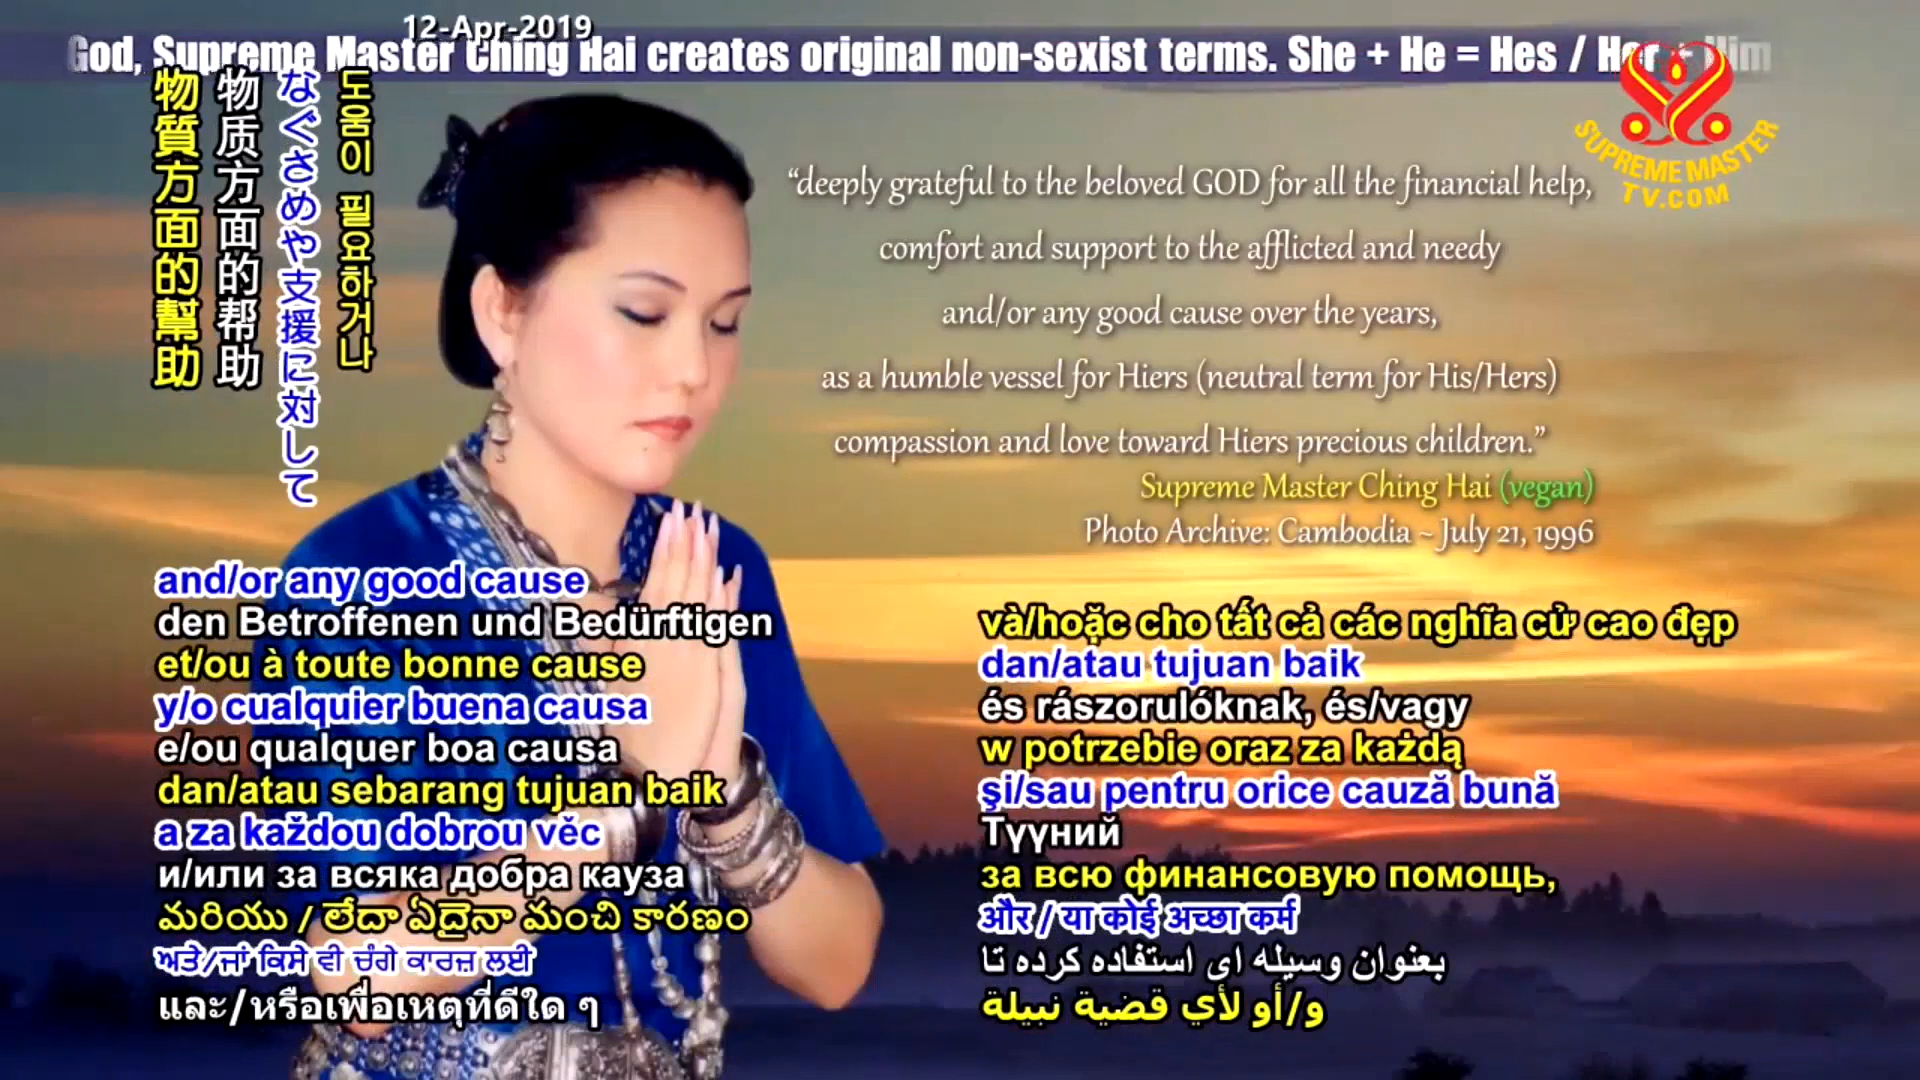 12-Apr-2019
God, Supreme Master Ching Hai creates original non-sexist terms. She + He = Hes / Her + Him
SUPREME MASTER
TV.COM
物質方面的幫助
物质方面的帮助
なぐさめや支援に対して
도움이 필요하거나
“deeply grateful to the beloved GOD for all the financial help,
comfort and support to the afflicted and needy
and/or any good cause over the years,
as a humble vessel for Hiers (neutral term for His/Hers)
compassion and love toward Hiers precious children.”
Supreme Master Ching Hai (vegan)
Photo Archive: Cambodia ~ July 21, 1996
and/or any good cause
den Betroffenen und Bedürftigen
et/ou à toute bonne cause
y/o cualquier buena causa
e/ou qualquer boa causa
dan/atau sebarang tujuan baik
a za každou dobrou věc
и/или за всяка добра кауза
మరియు / లేదా ఏదైనా మంచి కారణం
ਅਤੇ/ਜਾਂ ਕਿਸੇ ਵੀ ਚੰਗੇ ਕਾਰਜ਼ ਲਈ
และ/หรือเพื่อเหตุที่ดีใด ๆ
và/hoặc cho tất cả các nghĩa cử cao đẹp
dan/atau tujuan baik
és rászorulóknak, és/vagy
w potrzebie oraz za każdą
şi/sau pentru orice cauză bună
Түүний
за всю финансовую помощь,
और / या कोई अच्छा कर्म
بعنوان وسیله ای استفاده کرده تا
و/أو لأي قضية نبيلة